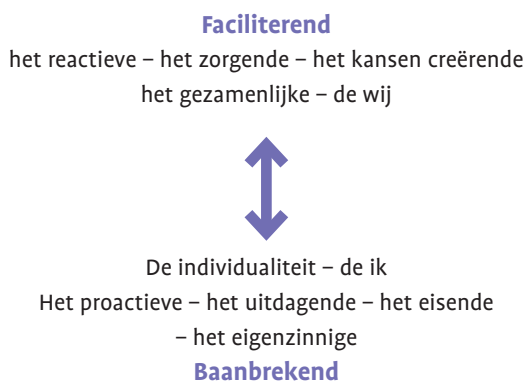 Faciliterend
het reactieve – het zorgende – het kansen creërende
het gezamenlijke – de wij
De individualiteit – de ik
Het proactieve – het uitdagende – het eisende
– het eigenzinnige
Baanbrekend